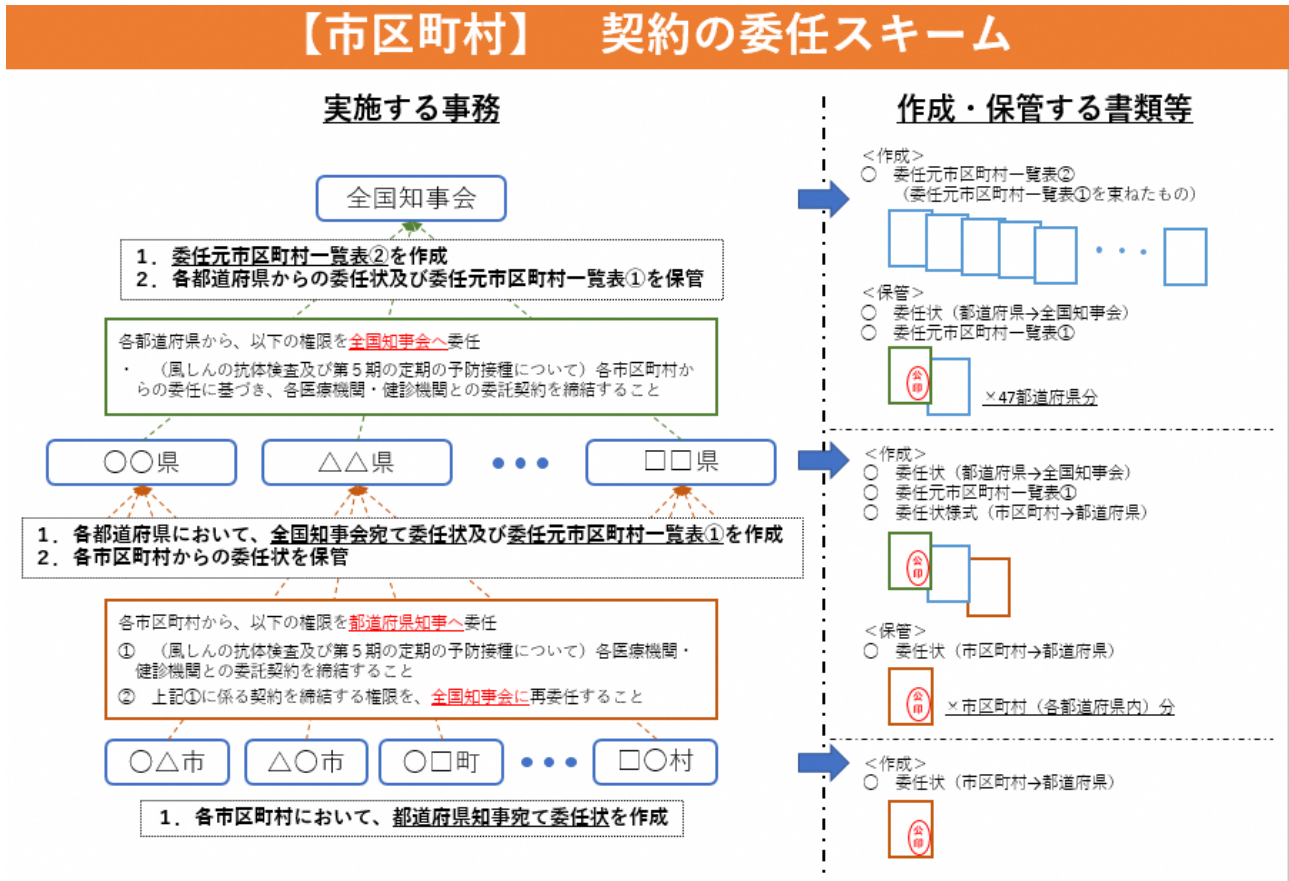 【市区町村】 契約の委任スキーム
実施する事務
全国知事会
1．委任元市区町村一覧表②を作成
2．各都道府県からの委任状及び委任元市区町村一覧表①を保管
各都道府県から、以下の権限を全国知事会へ委任
・ （風しんの抗体検査及び第５期の定期の予防接種について）各市区町村か
らの委任に基づき、各医療機関・健診機関との委託契約を締結すること
〇〇県
△△県
•••
□□県
1．各都道府県において、全国知事会宛て委任状及び委任元市区町村一覧表①を作成
2．各市区町村からの委任状を保管
各市区町村から、以下の権限を都道府県知事へ委任
① （風しんの抗体検査及び第５期の定期の予防接種について）各医療機関・
健診機関との委託契約を締結すること
② 上記①に係る契約を締結する権限を、全国知事会に再委任すること
〇△市
△〇市
〇□町
•••
□〇村
1．各市区町村において、都道府県知事宛て委任状を作成
作成・保管する書類等
＜作成＞
〇 委任元市区町村一覧表②
（委任元市区町村一覧表①を束ねたもの）
・・・
＜保管＞
〇 委任状（都道府県→全国知事会）
〇 委任元市区町村一覧表①
公印
×47都道府県分
＜作成＞
〇 委任状（都道府県→全国知事会）
〇 委任元市区町村一覧表①
〇 委任状様式（市区町村→都道府県）
公印
＜保管＞
〇 委任状（市区町村→都道府県）
公印
×市区町村（各都道府県内）分
＜作成＞
〇 委任状（市区町村→都道府県）
公印